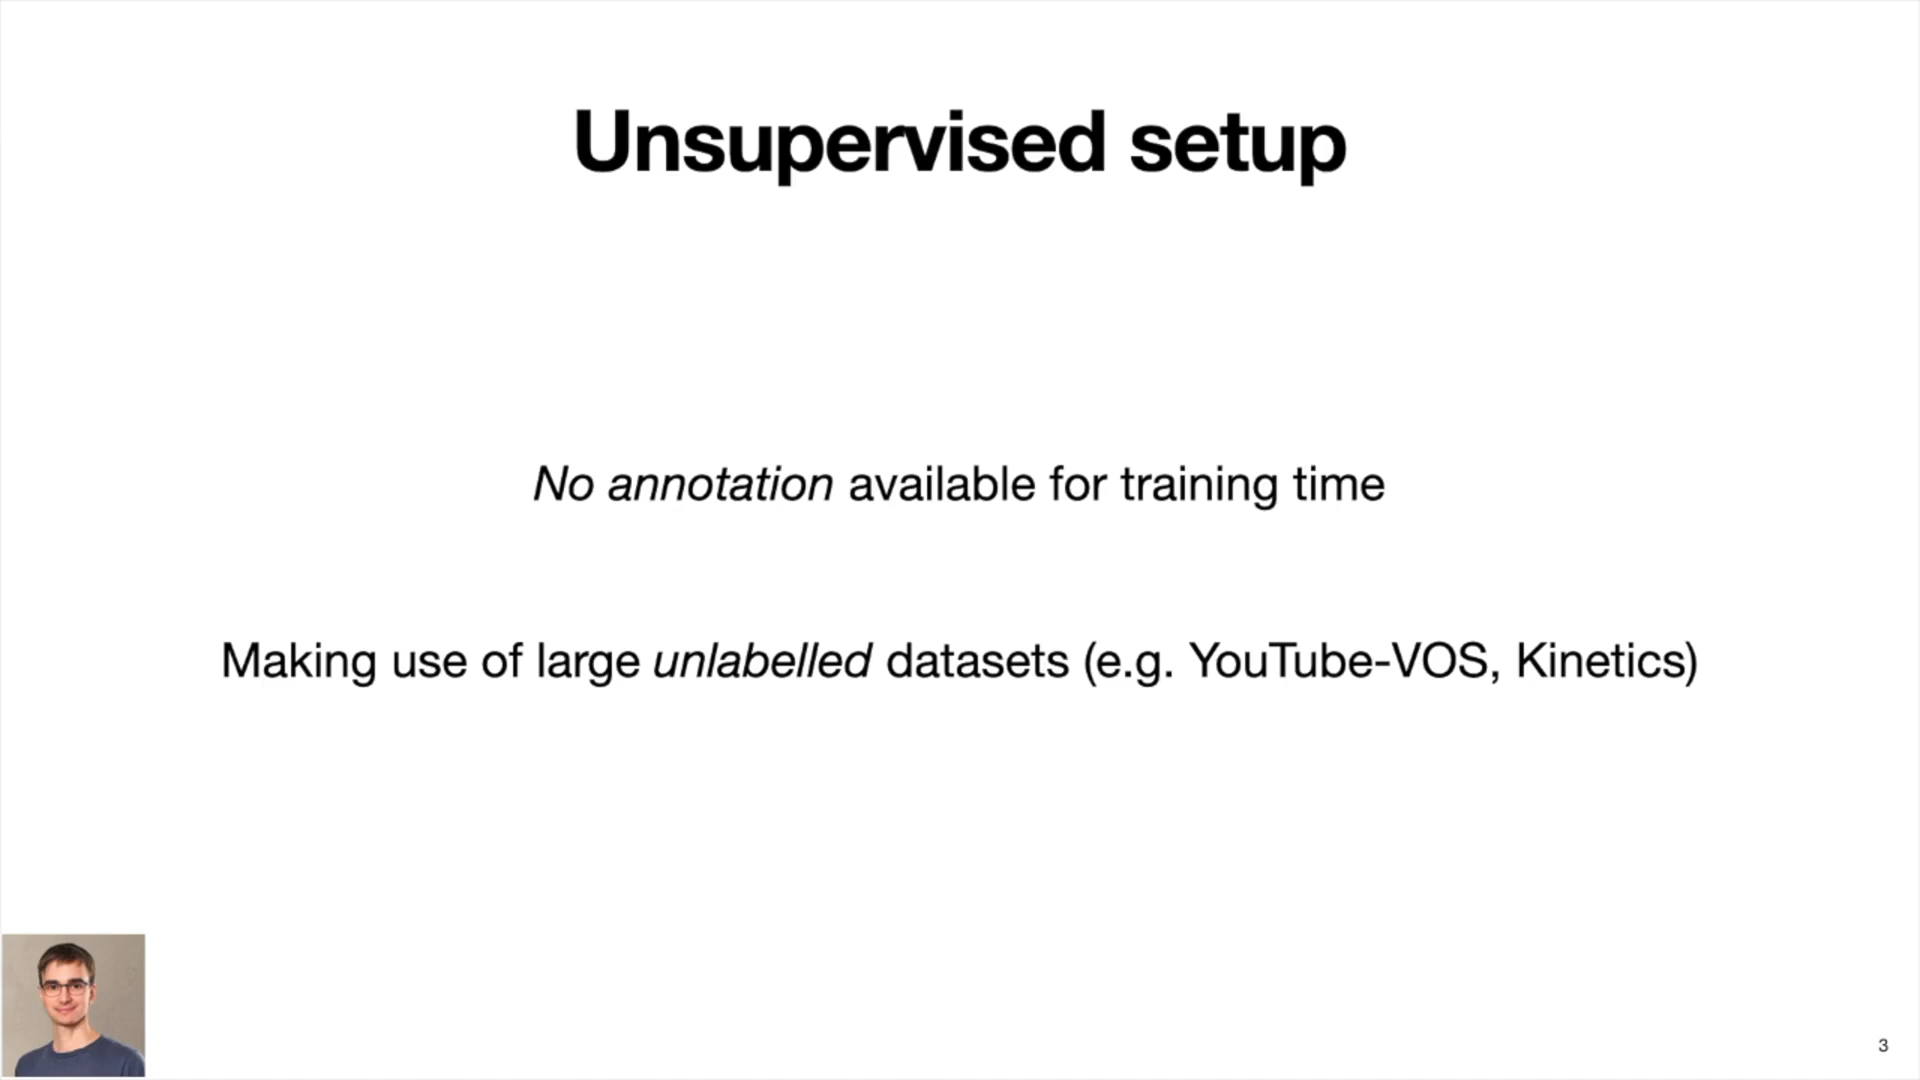 Unsupervised setup
No annotation available for training time
Making use of large unlabelled datasets (e.g. YouTube-VOS, Kinetics)
3